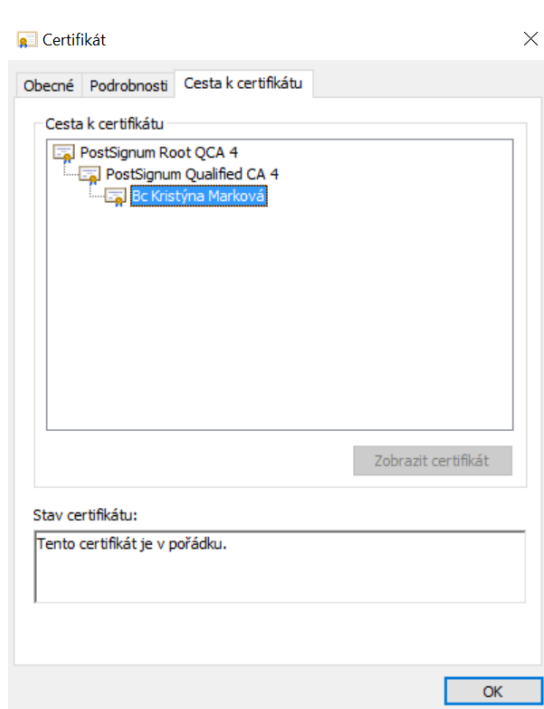 Certifikát
Obecné Podrobnosti Cesta k certifikátu
Cesta k certifikátu
PostSignum Root QCA 4
PostSignum Qualified CA 4
Bc Kristýna Marková
Zobrazit certifikát
Stav certifikátu:
Tento certifikát je v pořádku.
OK